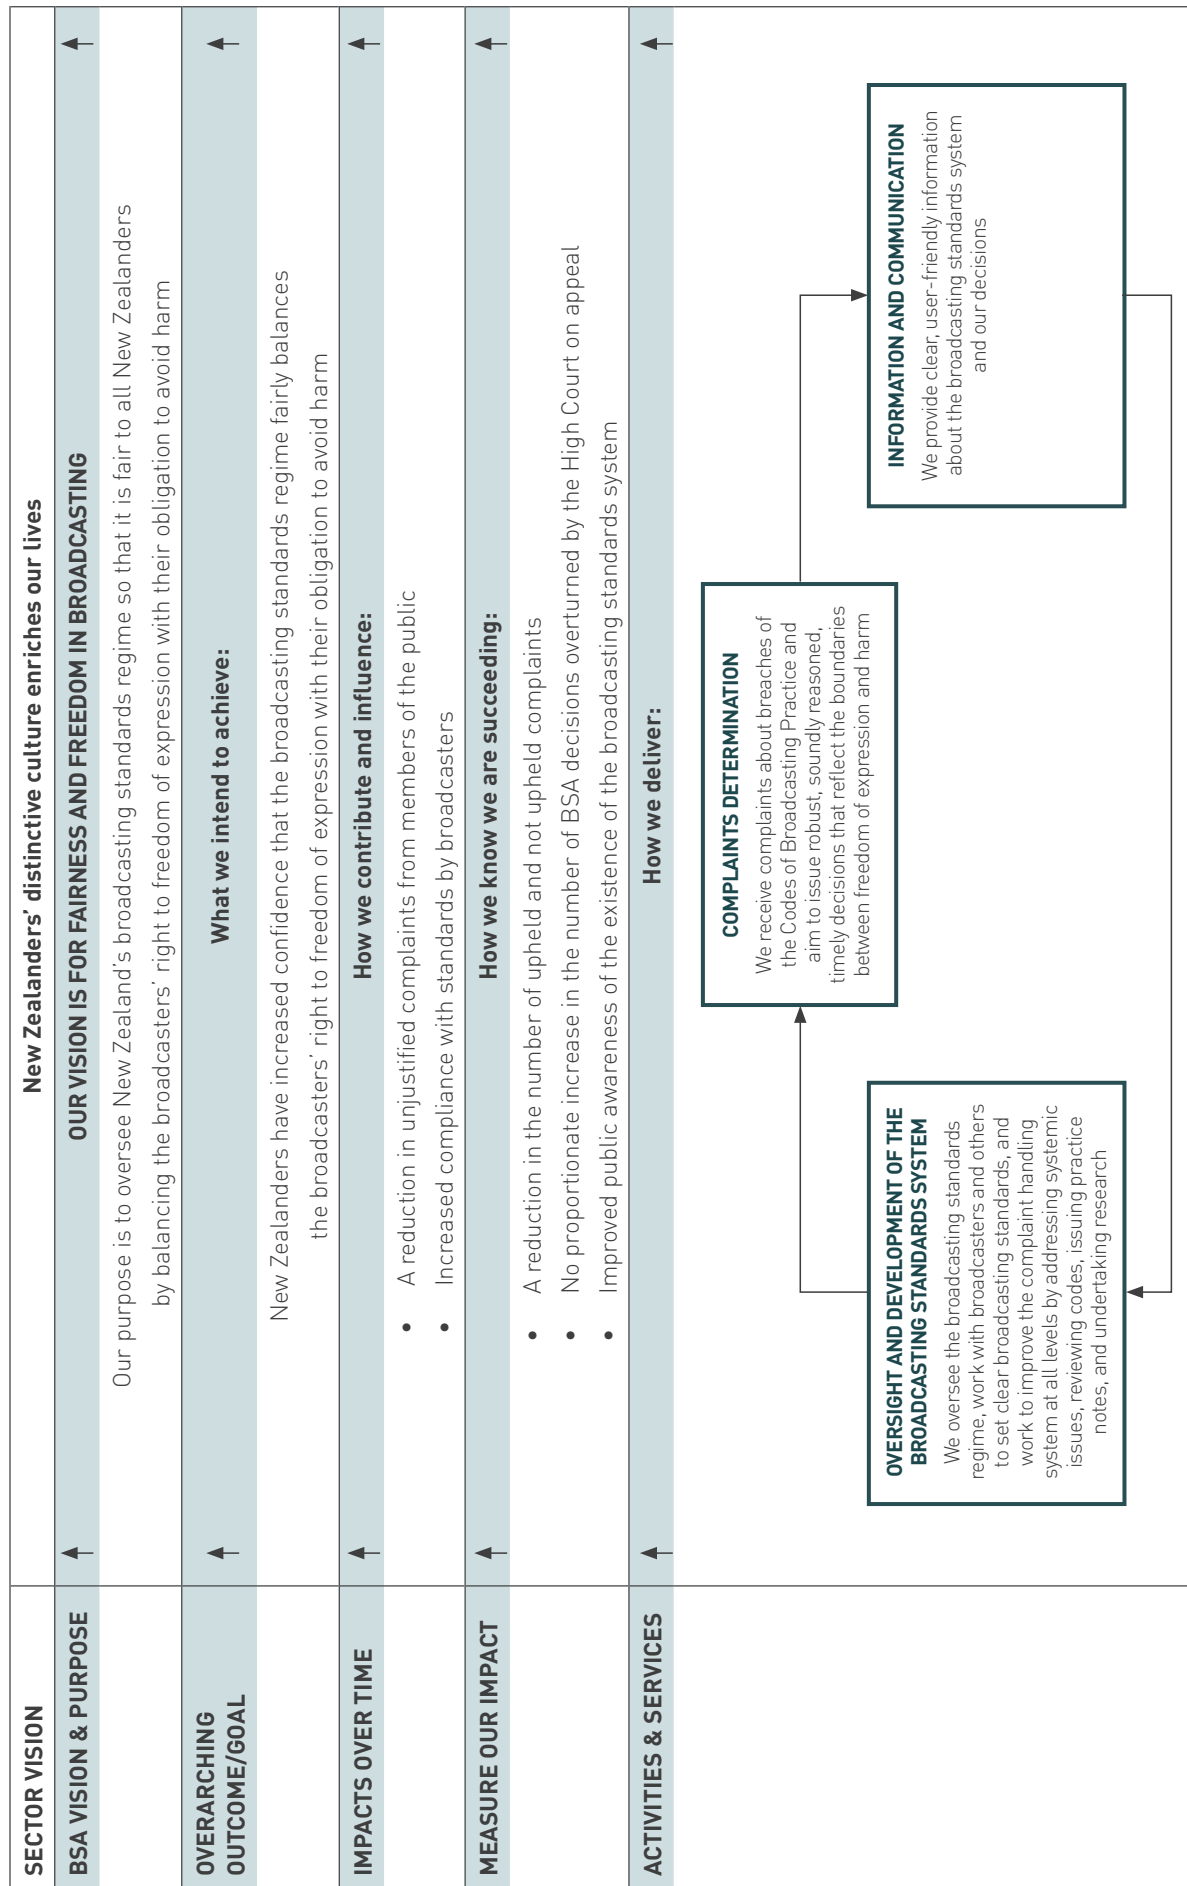 SECTOR VISION
New Zealanders’ distinctive culture enriches our lives
BSA VISION & PURPOSE
OUR VISION IS FOR FAIRNESS AND FREEDOM IN BROADCASTING
Our purpose is to oversee New Zealand’s broadcasting standards regime so that it is fair to all New Zealanders
by balancing the broadcasters’ right to freedom of expression with their obligation to avoid harm
OVERARCHING
OUTCOME/GOAL
What we intend to achieve:
New Zealanders have increased confidence that the broadcasting standards regime fairly balances
the broadcasters’ right to freedom of expression with their obligation to avoid harm
IMPACTS OVER TIME
How we contribute and influence:
• A reduction in unjustified complaints from members of the public
• Increased compliance with standards by broadcasters
MEASURE OUR IMPACT
How we know we are succeeding:
• A reduction in the number of upheld and not upheld complaints
• No proportionate increase in the number of BSA decisions overturned by the High Court on appeal
• Improved public awareness of the existence of the broadcasting standards system
ACTIVITIES & SERVICES
How we deliver:
OVERSIGHT AND DEVELOPMENT OF THE
BROADCASTING STANDARDS SYSTEM
We oversee the broadcasting standards
regime, work with broadcasters and others
to set clear broadcasting standards, and
work to improve the complaint handling
system at all levels by addressing systemic
issues, reviewing codes, issuing practice
notes, and undertaking research
COMPLAINTS DETERMINATION
We receive complaints about breaches of
the Codes of Broadcasting Practice and
aim to issue robust, soundly reasoned,
timely decisions that reflect the boundaries
between freedom of expression and harm
INFORMATION AND COMMUNICATION
We provide clear, user-friendly information
about the broadcasting standards system
and our decisions